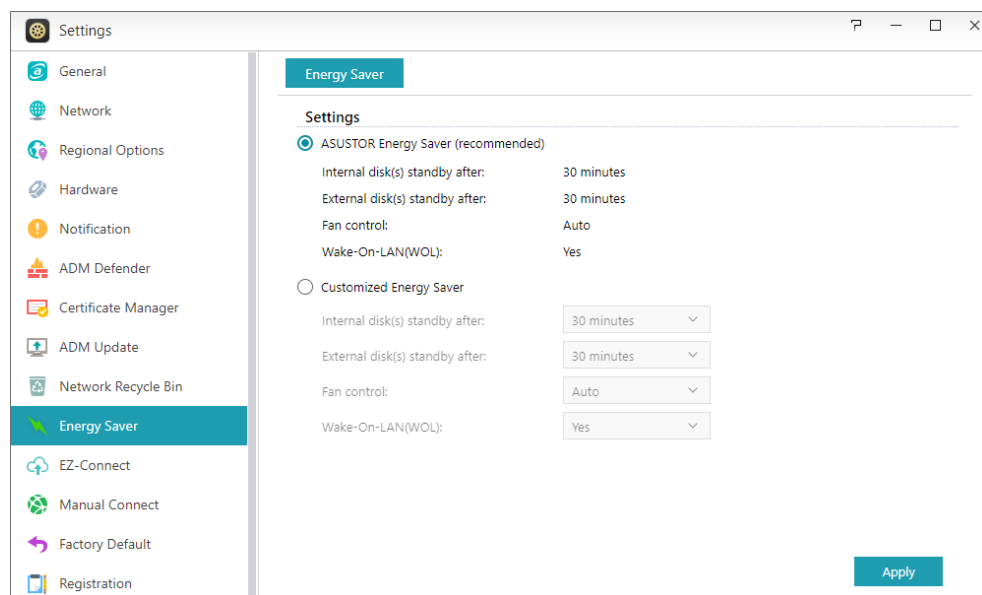 Settings
General
Network
Regional Options
Hardware
Notification
ADM Defender
Certificate Manager
ADM Update
Network Recycle Bin
Energy Saver
EZ-Connect
Manual Connect
Factory Default
Registration
Energy Saver
Settings
ASUSTOR Energy Saver (recommended)
Internal disk(s) standby after: 30 minutes
External disk(s) standby after: 30 minutes
Fan control: Auto
Wake-On-LAN(WOL): Yes
Customized Energy Saver
Internal disk(s) standby after: 30 minutes
External disk(s) standby after: 30 minutes
Fan control: Auto
Wake-On-LAN(WOL): Yes
Apply